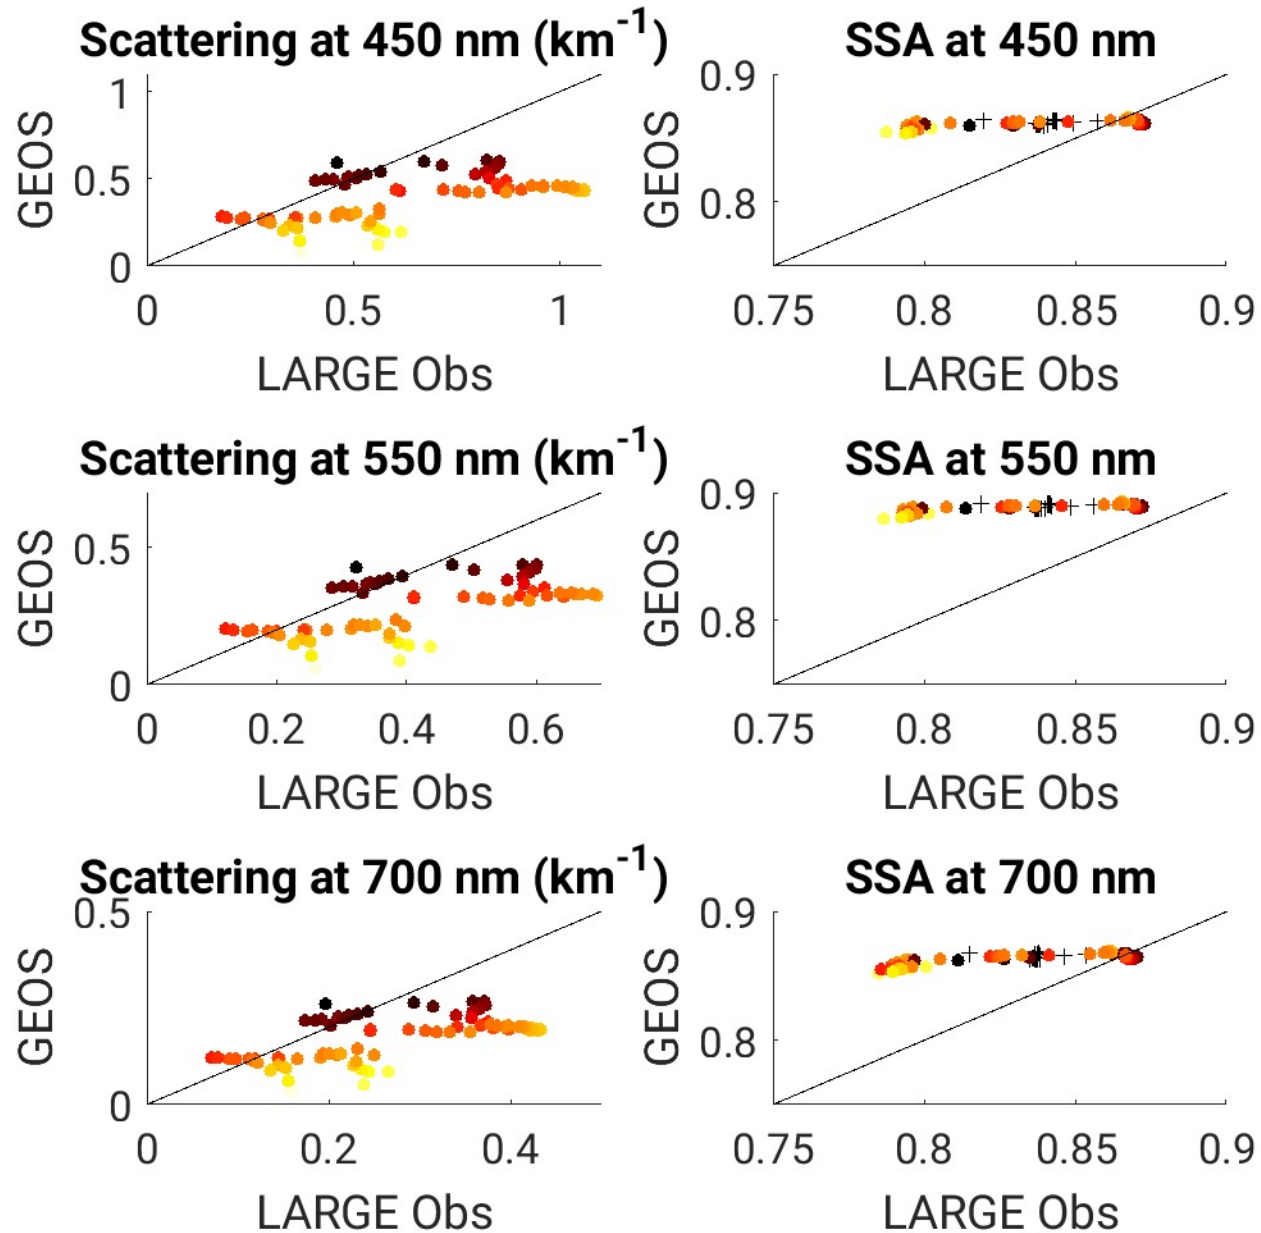 Scattering at 450 nm (km⁻¹)
GEOS
1
0.5
0
0
0.5
1
LARGE Obs
SSA at 450 nm
GEOS
0.9
0.8
0.75
0.8
0.85
0.9
LARGE Obs
Scattering at 550 nm (km⁻¹)
GEOS
0.5
0
0
0.2
0.4
0.6
LARGE Obs
SSA at 550 nm
GEOS
0.9
0.8
0.75
0.8
0.85
0.9
LARGE Obs
Scattering at 700 nm (km⁻¹)
GEOS
0.5
0
0
0.2
0.4
LARGE Obs
SSA at 700 nm
GEOS
0.9
0.8
0.75
0.8
0.85
0.9
LARGE Obs